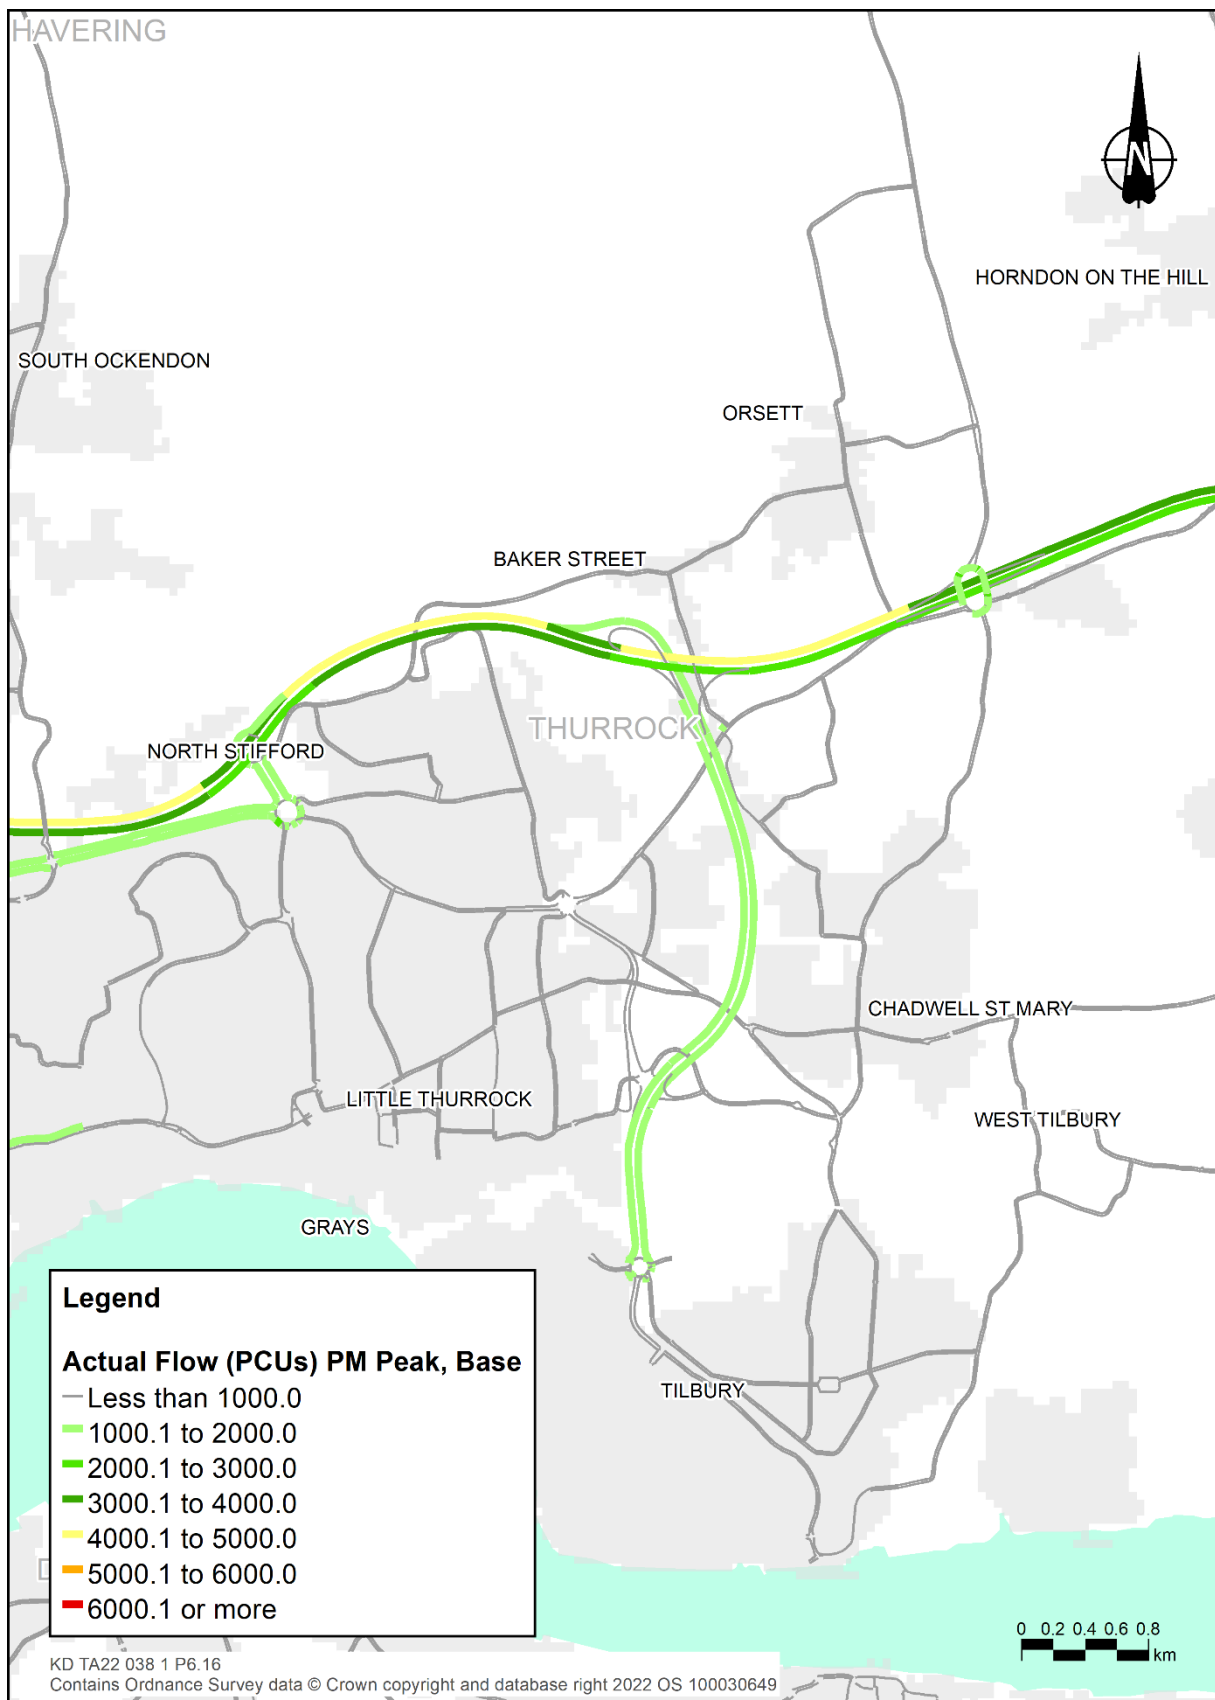 HAVERING
N
HORNDON ON THE HILL
SOUTH OCKENDON
ORSETT
BAKER STREET
THURROCK
NORTH STIFFORD
CHADWELL ST MARY
LITTLE THURROCK
WEST TILBURY
GRAYS
TILBURY
Legend
Actual Flow (PCUs) PM Peak, Base
Less than 1000.0
1000.1 to 2000.0
2000.1 to 3000.0
3000.1 to 4000.0
4000.1 to 5000.0
5000.1 to 6000.0
6000.1 or more
0 0.2 0.4 0.6 0.8
km
KD TA22 038 1 P6.16
Contains Ordnance Survey data © Crown copyright and database right 2022 OS 100030649